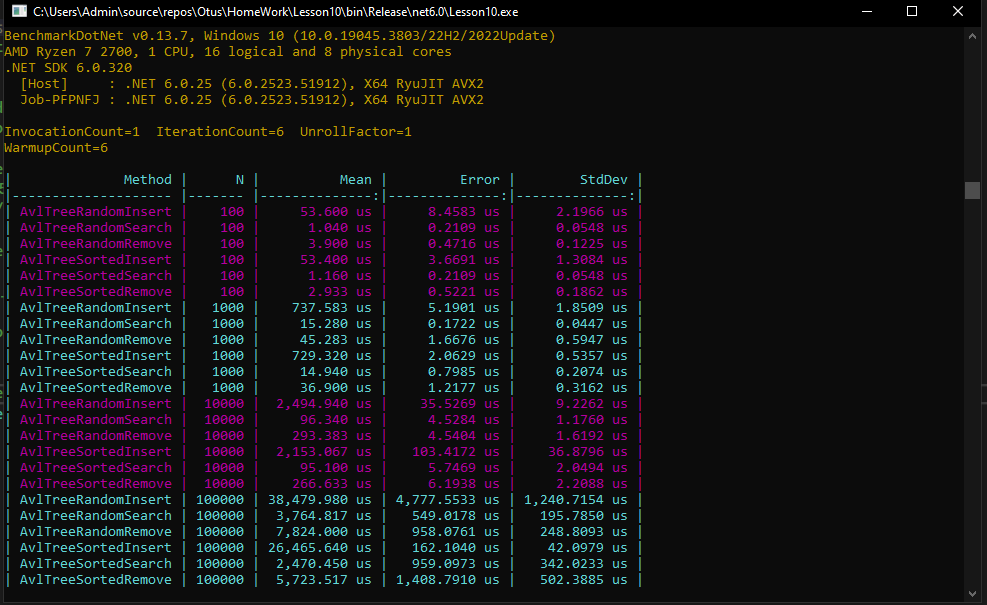 C:\Users\Admin\source\repos\Otus\HomeWork\Lesson10\bin\Release\net6.0\Lesson10.exe
BenchmarkDotNet v0.13.7, Windows 10 (10.0.19045.3803/22H2/2022Update)
AMD Ryzen 7 2700, 1 CPU, 16 logical and 8 physical cores
.NET SDK 6.0.320
[Host]     : .NET 6.0.25 (6.0.2523.51912), X64 RyuJIT AVX2
Job-PFPNFJ : .NET 6.0.25 (6.0.2523.51912), X64 RyuJIT AVX2
InvocationCount=1  IterationCount=6  UnrollFactor=1
WarmupCount=6
|              Method |      N |          Mean |         Error |        StdDev |
|-------------------- |------- |--------------:|--------------:|--------------:|
| AvlTreeRandomInsert |    100 |     53.600 us |     8.4583 us |     2.1966 us |
| AvlTreeRandomSearch |    100 |      1.040 us |     0.2109 us |     0.0548 us |
| AvlTreeRandomRemove |    100 |      3.900 us |     0.4716 us |     0.1225 us |
| AvlTreeSortedInsert |    100 |     53.400 us |     3.6691 us |     1.3084 us |
| AvlTreeSortedSearch |    100 |      1.160 us |     0.2109 us |     0.0548 us |
| AvlTreeSortedRemove |    100 |      2.933 us |     0.5221 us |     0.1862 us |
| AvlTreeRandomInsert |   1000 |    737.583 us |     5.1901 us |     1.8509 us |
| AvlTreeRandomSearch |   1000 |     15.280 us |     0.1722 us |     0.0447 us |
| AvlTreeRandomRemove |   1000 |     45.283 us |     1.6676 us |     0.5947 us |
| AvlTreeSortedInsert |   1000 |    729.320 us |     2.0629 us |     0.5357 us |
| AvlTreeSortedSearch |   1000 |     14.940 us |     0.7985 us |     0.2074 us |
| AvlTreeSortedRemove |   1000 |     36.900 us |     1.2177 us |     0.3162 us |
| AvlTreeRandomInsert |  10000 |  2,494.940 us |    35.5269 us |     9.2262 us |
| AvlTreeRandomSearch |  10000 |     96.340 us |     4.5284 us |     1.1760 us |
| AvlTreeRandomRemove |  10000 |    293.383 us |     4.5404 us |     1.6192 us |
| AvlTreeSortedInsert |  10000 |  2,153.067 us |   103.4172 us |    36.8796 us |
| AvlTreeSortedSearch |  10000 |     95.100 us |     5.7469 us |     2.0494 us |
| AvlTreeSortedRemove |  10000 |    266.633 us |     6.1938 us |     2.2088 us |
| AvlTreeRandomInsert | 100000 | 38,479.980 us | 4,777.5533 us | 1,240.7154 us |
| AvlTreeRandomSearch | 100000 |  3,764.817 us |   549.0178 us |   195.7850 us |
| AvlTreeRandomRemove | 100000 |  7,824.000 us |   958.0761 us |   248.8093 us |
| AvlTreeSortedInsert | 100000 | 26,465.640 us |   162.1040 us |    42.0979 us |
| AvlTreeSortedSearch | 100000 |  2,470.450 us |   959.0973 us |   342.0233 us |
| AvlTreeSortedRemove | 100000 |  5,723.517 us | 1,408.7910 us |   502.3885 us |